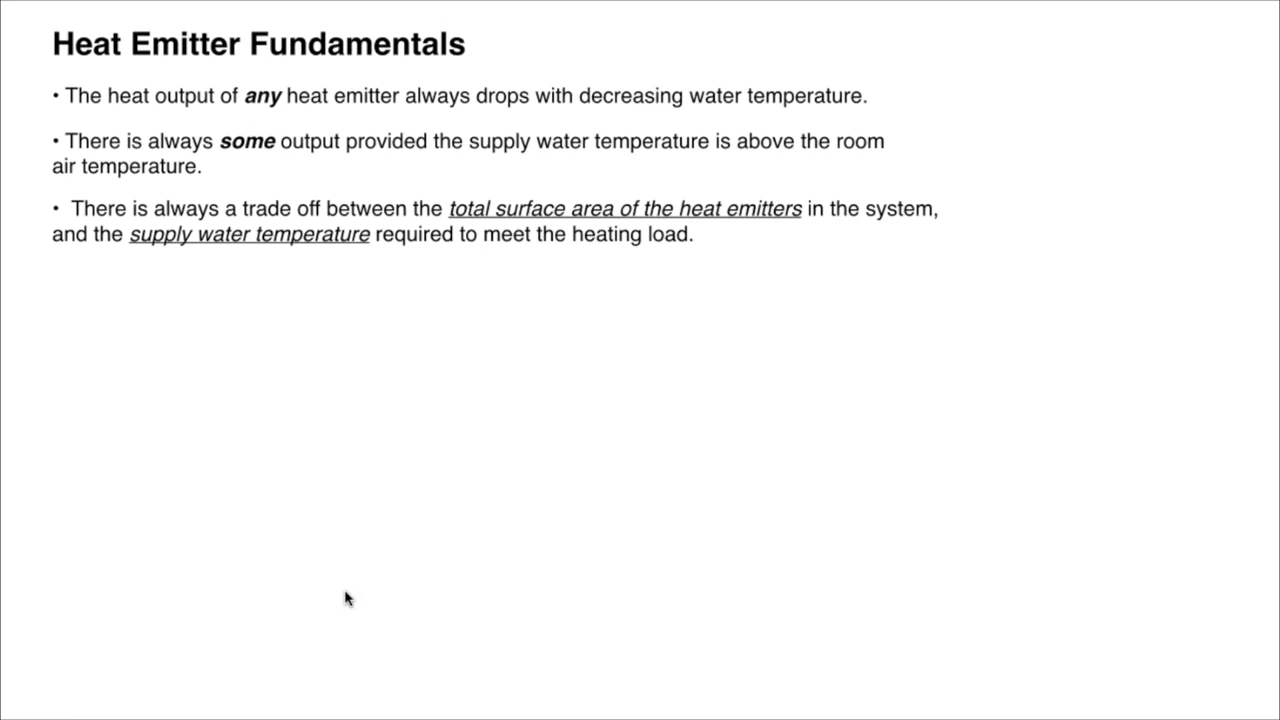 Heat Emitter Fundamentals
• The heat output of any heat emitter always drops with decreasing water temperature.
• There is always some output provided the supply water temperature is above the room
air temperature.
•  There is always a trade off between the total surface area of the heat emitters in the system,
and the supply water temperature required to meet the heating load.